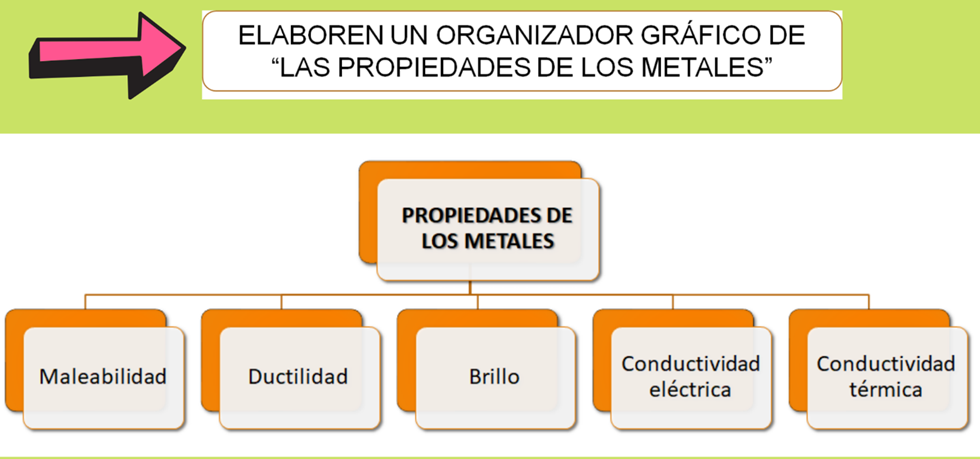 ELABOREN UN ORGANIZADOR GRÁFICO DE
“LAS PROPIEDADES DE LOS METALES”
PROPIEDADES DE
LOS METALES
Maleabilidad
Ductilidad
Brillo
Conductividad
eléctrica
Conductividad
térmica